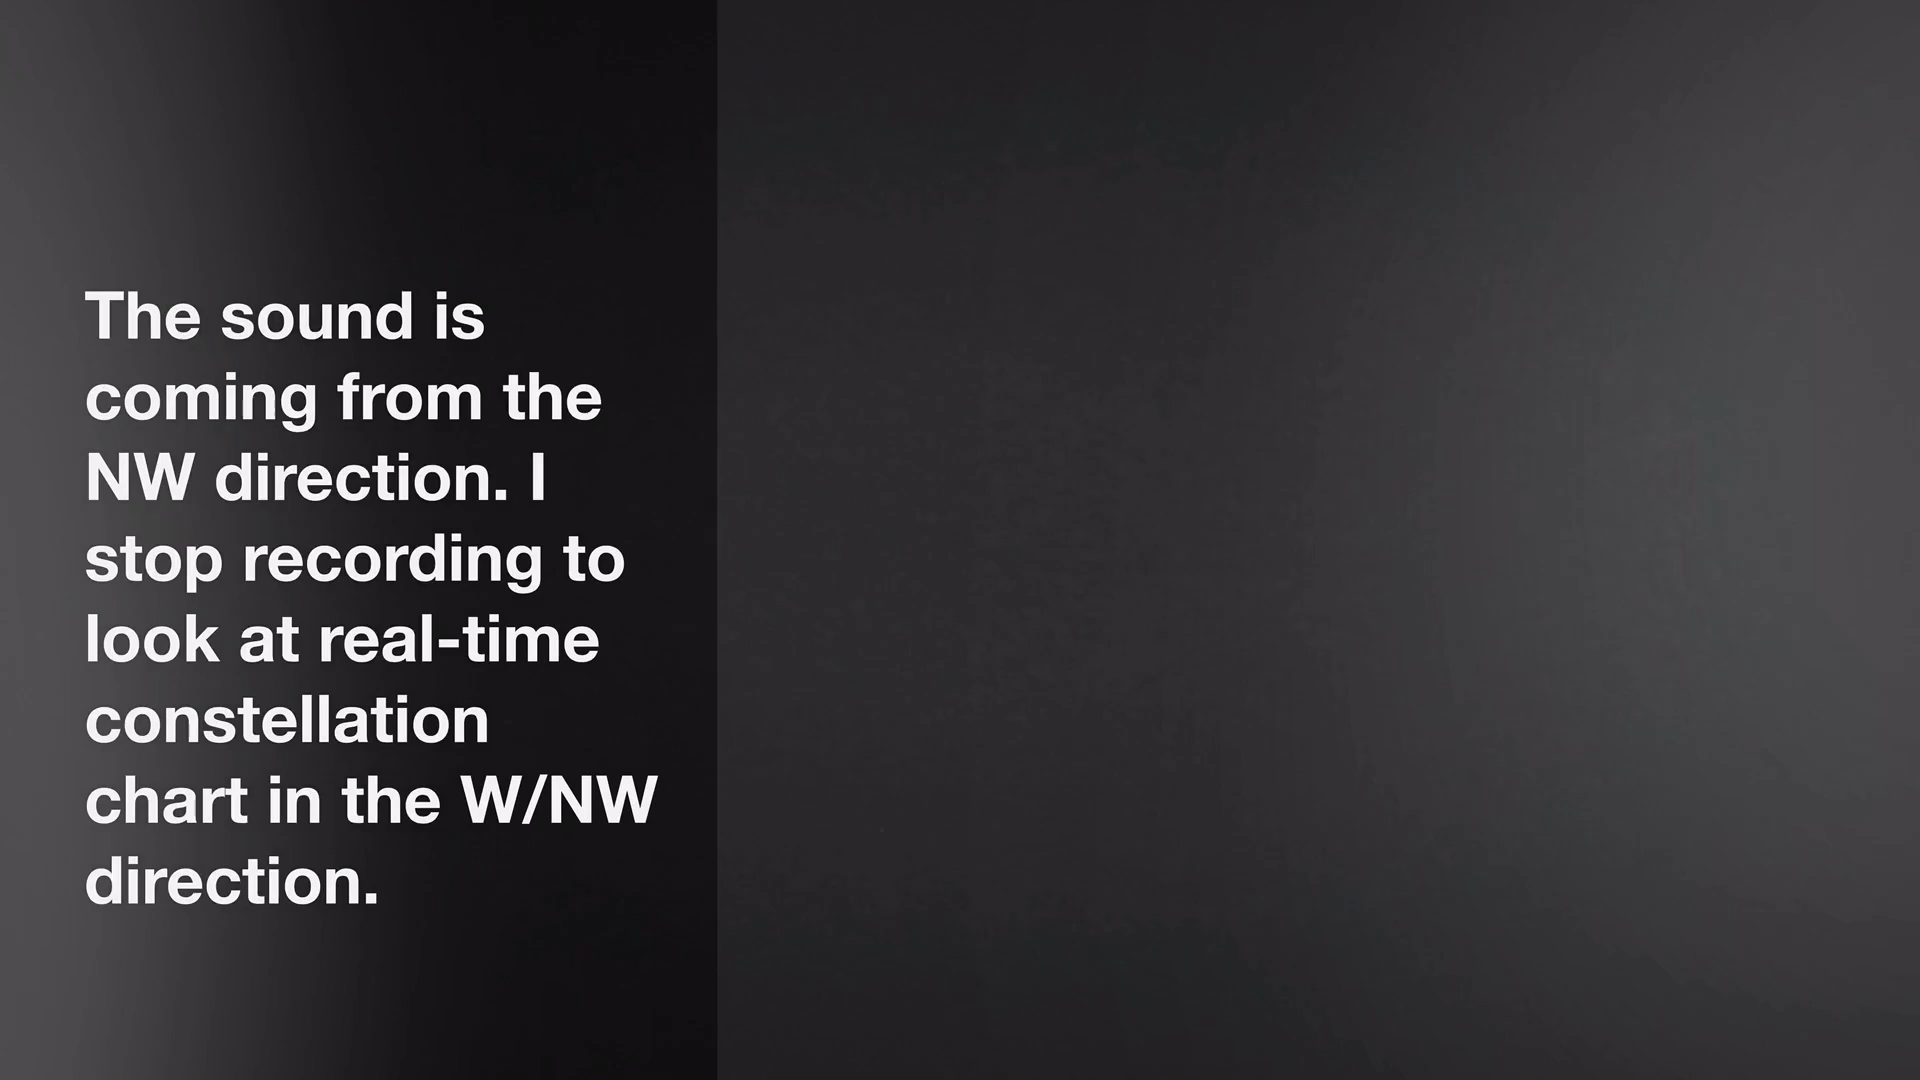 The sound is
coming from the
NW direction. I
stop recording to
look at real-time
constellation
chart in the W/NW
direction.